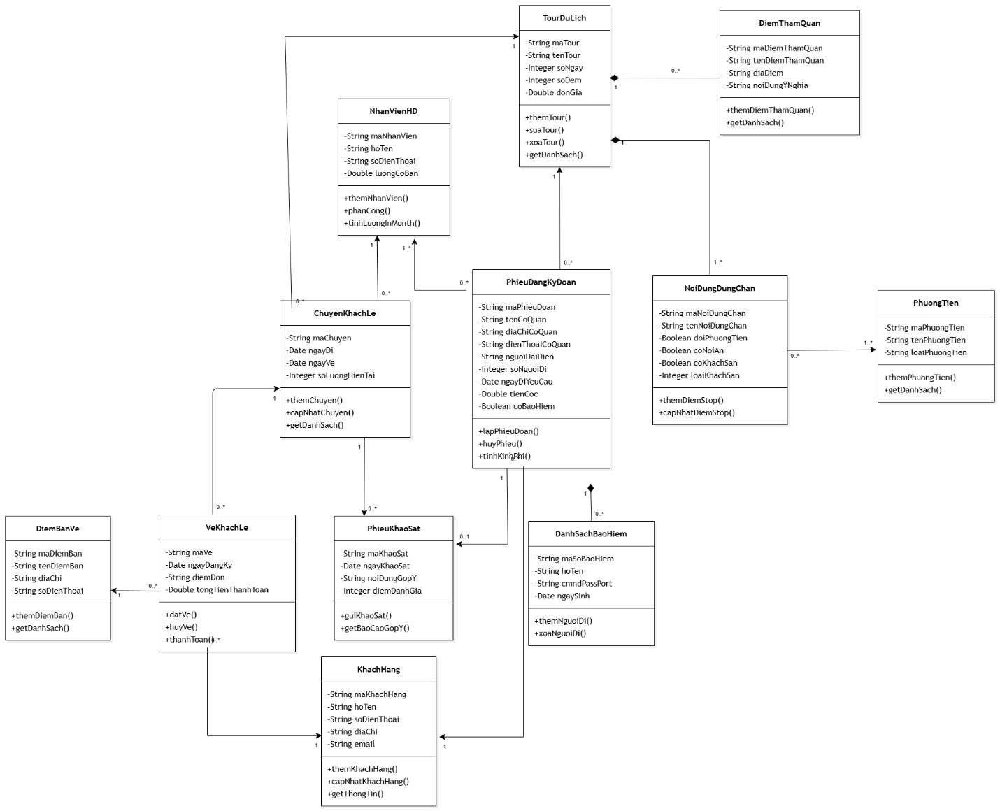 TourDuLich
-String maTour
-String tenTour
-Integer soNgay
-Integer soDem
-Double donGia
+themTour()
+suaTour()
+xoaTour()
+getDanhSach()
1
1
0..*
1
1
DiemThamQuan
-String maDiemThamQuan
-String tenDiemThamQuan
-String diaDiem
-String noiDungYNghia
+themDiemThamQuan()
+getDanhSach()
NhanVienHD
-String maNhanVien
-String hoTen
-String soDienThoai
-Double luongCoBan
+themNhanVien()
+phanCong()
+tinhLuongInMonth()
1
1..*
0..*
0..*
0..*
0..*
1..*
PhieuDangKyDoan
-String maPhieuDoan
-String tenCoQuan
-String diaChiCoQuan
-String dienThoaiCoQuan
-String nguoiDaiDien
-Integer soNguoiDi
-Date ngayDiYeuCau
-Double tienCoc
-Boolean coBaoHiem
+lapPhieuDoan()
+huyPhieu()
+tinhKinhPhi()
0..*
NoiDungDungChan
-String maNoiDungChan
-String tenNoiDungChan
-Boolean doiPhuongTien
-Boolean coNoiAn
-Boolean coKhachSan
-Integer loaiKhachSan
+themDiemStop()
+capNhatDiemStop()
0..*
1..*
PhuongTien
-String maPhuongTien
-String tenPhuongTien
-String loaiPhuongTien
+themPhuongTien()
+getDanhSach()
ChuyenKhachLe
-String maChuyen
-Date ngayDi
-Date ngayVe
-Integer soLuongHienTai
+themChuyen()
+capNhatChuyen()
+getDanhSach()
1
1
1
1
0..*
0..*
0..1
0..*
DiemBanVe
-String maDiemBan
-String tenDiemBan
-String diaChi
-String soDienThoai
+themDiemBan()
+getDanhSach()
1
0..*
VeKhachLe
-String maVe
-Date ngayDangKy
-String diemDon
-Double tongTienThanhToan
+datVe()
+huyVe()
+thanhToan()
0..*
PhieuKhaoSat
-String maKhaoSat
-Date ngayKhaoSat
-String noiDungGopY
-Integer diemDanhGia
+guiKhaoSat()
+getBaoCaoGopY()
DanhSachBaoHiem
-String maSoBaoHiem
-String hoTen
-String cmndPassPort
-Date ngaySinh
+themNguoiDi()
+xoaNguoiDi()
KhachHang
-String maKhachHang
-String hoTen
-String soDienThoai
-String diaChi
-String email
+themKhachHang()
+capNhatKhachHang()
+getThongTin()
1
1